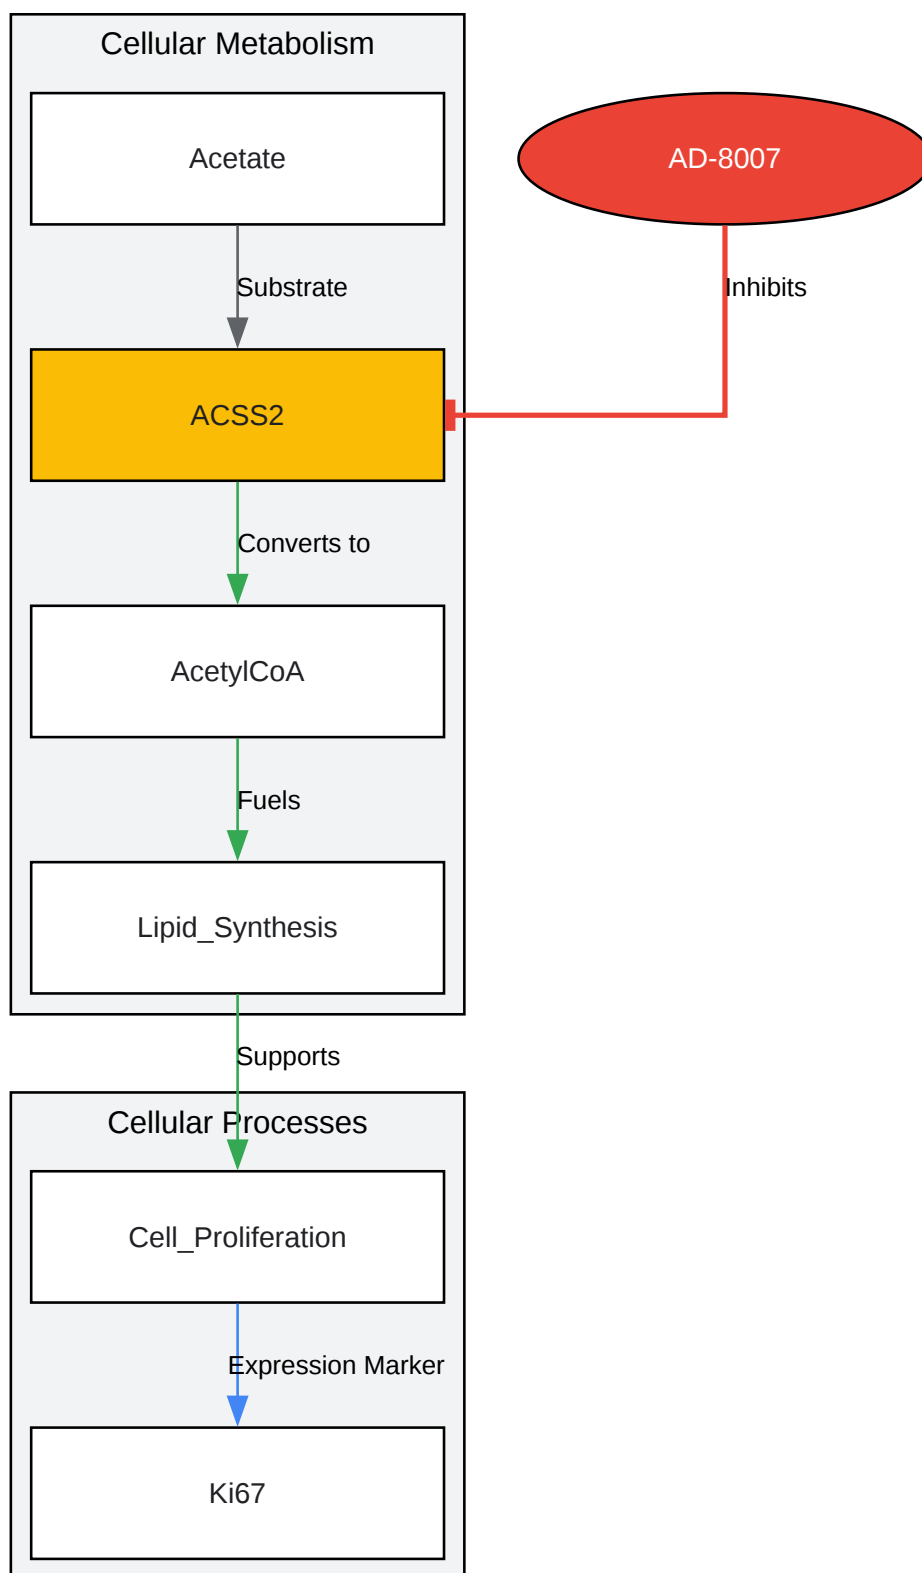 Cellular Metabolism
Acetate
AD-8007
Substrate
Inhibits
ACSS2
Converts to
AcetylCoA
Fuels
Lipid_Synthesis
Supports
Cellular Processes
Cell_Proliferation
Expression Marker
Ki67